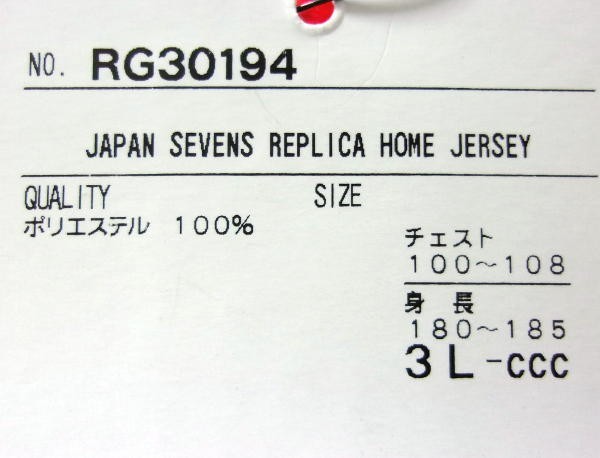 NO. RG30194
JAPAN SEVENS REPLICA HOME JERSEY
QUALITY SIZE
ポリエステル 100%
チェスト
100~108
身長
180~185
3L-CCC